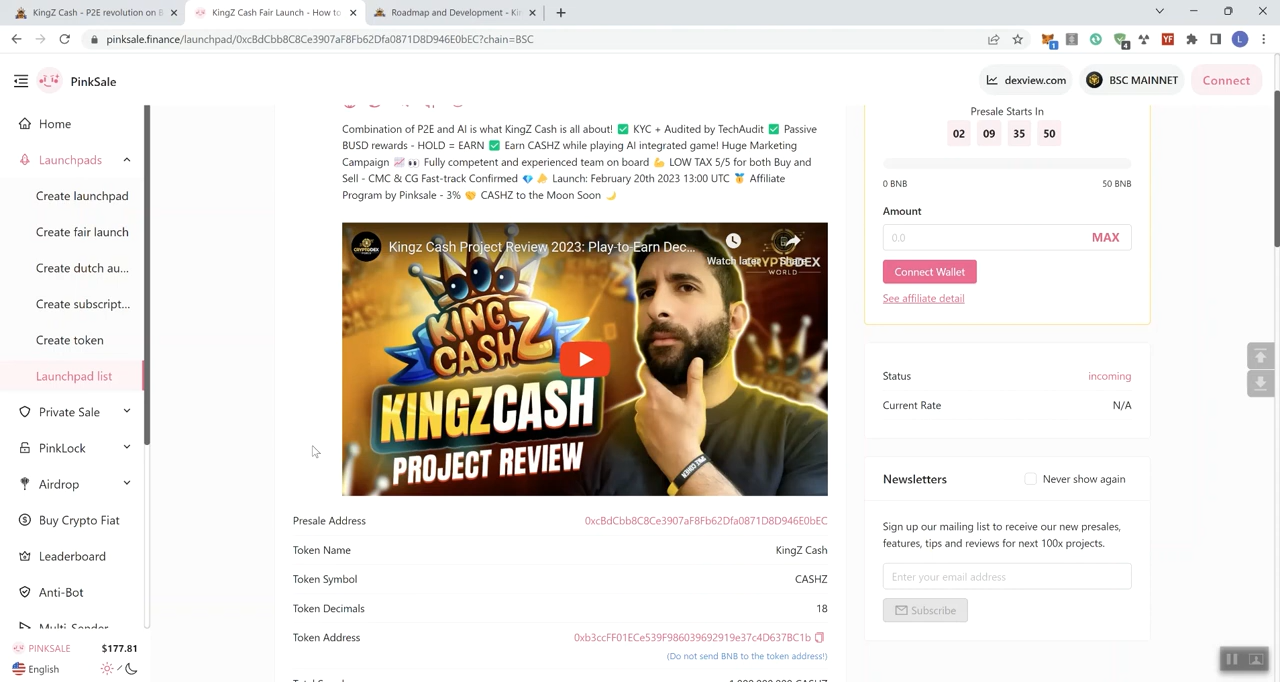 KingZ Cash - P2E revolution on B
KingZ Cash Fair Launch - How to
Roadmap and Development - Kin
pinksale.finance/launchpad/0xcBdCbb8C8Ce3907aF8Fb62Dfa0871D8D946E0bEC?chain=BSC
1
4
YF
L
PinkSale
dexview.com
BSC MAINNET
Connect
Home
Launchpads
Create launchpad
Create fair launch
Create dutch au...
Create subscript...
Create token
Launchpad list
Private Sale
PinkLock
Airdrop
Buy Crypto Fiat
Leaderboard
Anti-Bot
Multi-Sender
PINKSALE $177.81
English
Combination of P2E and AI is what KingZ Cash is all about! ✅ KYC + Audited by TechAudit ✅ Passive
BUSD rewards - HOLD = EARN ✅ Earn CASHZ while playing AI integrated game! Huge Marketing
Campaign 📈 👀 Fully competent and experienced team on board 💪 LOW TAX 5/5 for both Buy and
Sell - CMC & CG Fast-track Confirmed 💎 🔔 Launch: February 20th 2023 13:00 UTC 🏅 Affiliate
Program by Pinksale - 3% 🤝 CASHZ to the Moon Soon 🌙
Kingz Cash Project Review 2023: Play-to-Earn Dec...
Watch later
Share
CRYPTODEX
WORLD
KINGZ
CASH
KINGZCASH
PROJECT REVIEW
Presale Address 0xcBdCbb8C8Ce3907aF8Fb62Dfa0871D8D946E0bEC
Token Name KingZ Cash
Token Symbol CASHZ
Token Decimals 18
Token Address 0xb3ccFF01ECe539F986039692919e37c4D637BC1b
(Do not send BNB to the token address!)
Presale Starts In
02 09 35 50
0 BNB 50 BNB
Amount
0.0 MAX
Connect Wallet
See affiliate detail
Status incoming
Current Rate N/A
Newsletters Never show again
Sign up our mailing list to receive our new presales,
features, tips and reviews for next 100x projects.
Enter your email address
Subscribe